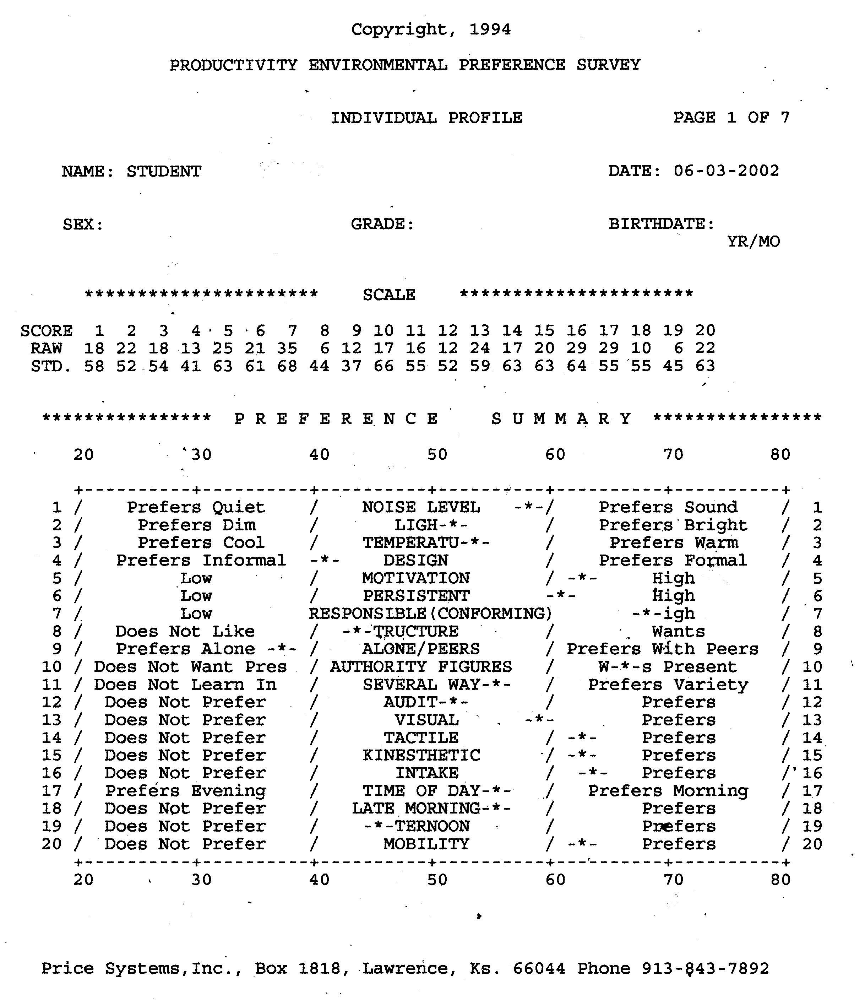 Copyright, 1994
PRODUCTIVITY ENVIRONMENTAL PREFERENCE SURVEY
INDIVIDUAL PROFILE PAGE 1 OF 7
NAME: STUDENT DATE: 06-03-2002
SEX: GRADE: BIRTHDATE:
YR/MO
********************** SCALE **********************
SCORE 1 2 3 4 5 6 7 8 9 10 11 12 13 14 15 16 17 18 19 20
RAW 18 22 18 13 25 21 35 6 12 17 16 12 24 17 20 29 29 10 6 22
STD. 58 52 54 41 63 61 68 44 37 66 55 52 59 63 63 64 55 55 45 63
**************** P R E F E R E N C E S U M M A R Y ****************
20 30 40 50 60 70 80
+----------+----------+----------+----------+----------+----------+
1 / Prefers Quiet / NOISE LEVEL -*-/ Prefers Sound / 1
2 / Prefers Dim / LIGH-*- / Prefers Bright / 2
3 / Prefers Cool / TEMPERATU-*- / Prefers Warm / 3
4 / Prefers Informal -*- DESIGN / Prefers Formal / 4
5 / Low / MOTIVATION / -*- High / 5
6 / Low / PERSISTENT -*- High / 6
7 / Low RESPONSIBLE(CONFORMING) -*-igh / 7
8 / Does Not Like / -*-TRUCTURE / Wants / 8
9 / Prefers Alone -*- / ALONE/PEERS / Prefers With Peers / 9
10 / Does Not Want Pres / AUTHORITY FIGURES / W-*-s Present / 10
11 / Does Not Learn In / SEVERAL WAY-*- / Prefers Variety / 11
12 / Does Not Prefer / AUDIT-*- / Prefers / 12
13 / Does Not Prefer / VISUAL -*- Prefers / 13
14 / Does Not Prefer / TACTILE / -*- Prefers / 14
15 / Does Not Prefer / KINESTHETIC / -*- Prefers / 15
16 / Does Not Prefer / INTAKE / -*- Prefers / 16
17 / Prefers Evening / TIME OF DAY-*- / Prefers Morning / 17
18 / Does Not Prefer / LATE MORNING-*- / Prefers / 18
19 / Does Not Prefer / -*-TERNOON / Prefers / 19
20 / Does Not Prefer / MOBILITY / -*- Prefers / 20
+----------+----------+----------+----------+----------+----------+
20 30 40 50 60 70 80
Price Systems,Inc., Box 1818, Lawrence, Ks. 66044 Phone 913-843-7892